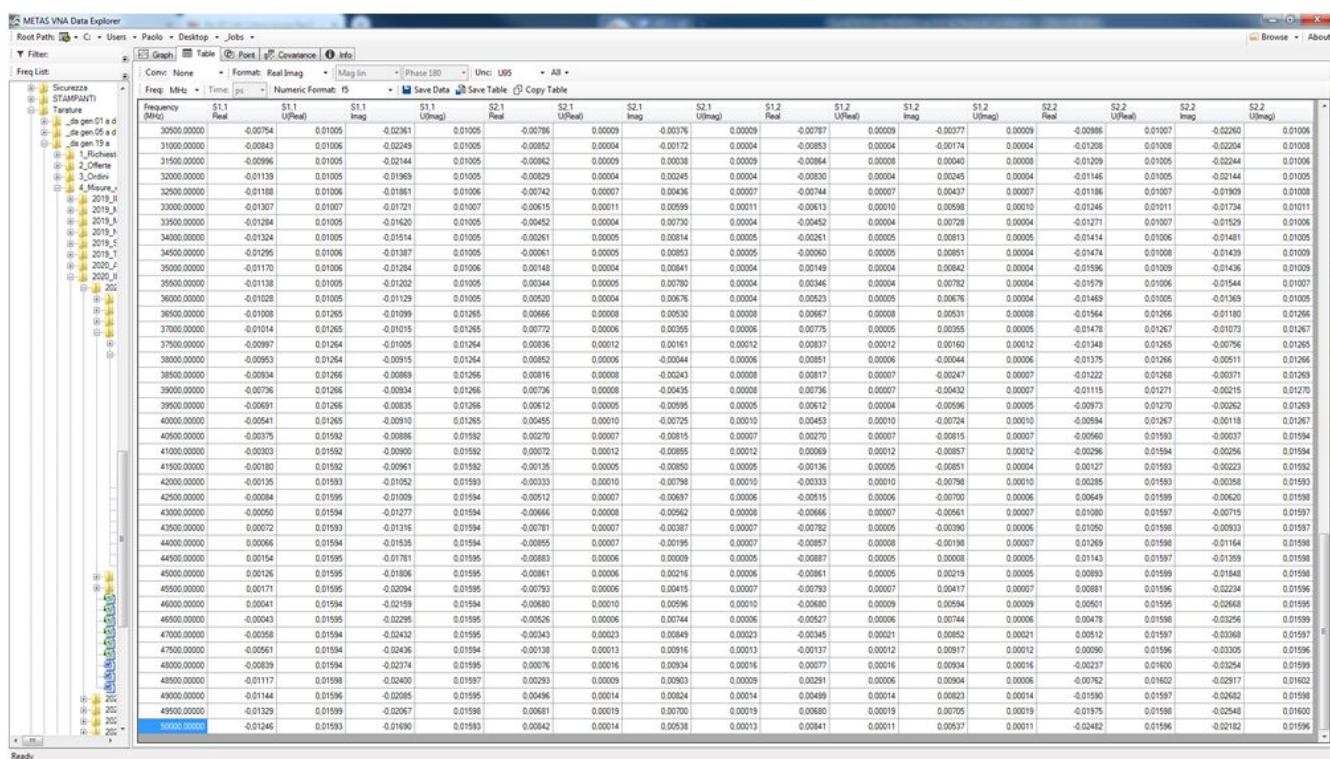 METAS VNA Data Explorer
Root Path: C: Users Paolo Desktop _Jobs Browse About
Filter: Graph Table Point Covariance Info
Freq List: Conv: None Format: Real Imag Mag lin Phase 180 Unc: U95 All
Freq: MHz Time: ps Numeric Format: f5 Save Data Save Table Copy Table
Sicurezza
STAMPANTI
Tarature
_da gen.01 a d
_da gen.05 a d
_da gen.19 a
1_Richiest
2_Offerte
3_Ordini
4_Misure_
Frequency (MHz) S1,1 Real S1,1 U(Real) S1,1 Imag S1,1 U(Imag) S2,1 Real S2,1 U(Real) S2,1 Imag S2,1 U(Imag) S1,2 Real S1,2 U(Real) S1,2 Imag S1,2 U(Imag) S2,2 Real S2,2 U(Real) S2,2 Imag S2,2 U(Imag)
30500,00000 -0,00754 0,01005 -0,02361 0,01005 -0,00786 0,00009 -0,00376 0,00009 -0,00787 0,00009 -0,00377 0,00009 -0,00986 0,01007 -0,02260 0,01006
31000,00000 -0,00843 0,01006 -0,02249 0,01005 -0,00852 0,00004 -0,00172 0,00004 -0,00853 0,00004 -0,00174 0,00004 -0,01208 0,01008 -0,02204 0,01008
31500,00000 -0,00996 0,01005 -0,02144 0,01005 -0,00862 0,00009 0,00038 0,00009 -0,00864 0,00008 0,00040 0,00008 -0,01209 0,01005 -0,02244 0,01006
32000,00000 -0,01139 0,01005 -0,01969 0,01005 -0,00829 0,00004 0,00245 0,00004 -0,00830 0,00004 0,00245 0,00004 -0,01146 0,01005 -0,02144 0,01005
32500,00000 -0,01188 0,01006 -0,01861 0,01006 -0,00742 0,00007 0,00436 0,00007 -0,00744 0,00007 0,00437 0,00007 -0,01186 0,01007 -0,01909 0,01008
33000,00000 -0,01307 0,01007 -0,01721 0,01007 -0,00615 0,00011 0,00599 0,00011 -0,00613 0,00010 0,00598 0,00010 -0,01246 0,01011 -0,01734 0,01011
33500,00000 -0,01284 0,01005 -0,01620 0,01005 -0,00452 0,00004 0,00730 0,00004 -0,00452 0,00004 0,00728 0,00004 -0,01271 0,01007 -0,01529 0,01006
34000,00000 -0,01324 0,01005 -0,01514 0,01005 -0,00261 0,00005 0,00814 0,00005 -0,00261 0,00005 0,00813 0,00005 -0,01414 0,01006 -0,01481 0,01005
34500,00000 -0,01295 0,01005 -0,01387 0,01005 -0,00061 0,00005 0,00853 0,00005 -0,00060 0,00005 0,00851 0,00004 -0,01474 0,01008 -0,01439 0,01009
35000,00000 -0,01170 0,01006 -0,01284 0,01006 0,00148 0,00004 0,00841 0,00004 0,00149 0,00004 0,00842 0,00004 -0,01596 0,01009 -0,01436 0,01009
35500,00000 -0,01138 0,01005 -0,01202 0,01005 0,00344 0,00005 0,00780 0,00004 0,00346 0,00004 0,00782 0,00004 -0,01579 0,01006 -0,01544 0,01007
36000,00000 -0,01028 0,01005 -0,01129 0,01005 0,00520 0,00004 0,00676 0,00004 0,00523 0,00005 0,00676 0,00004 -0,01469 0,01005 -0,01369 0,01005
36500,00000 -0,01008 0,01265 -0,01099 0,01265 0,00666 0,00008 0,00530 0,00008 0,00667 0,00008 0,00531 0,00008 -0,01564 0,01266 -0,01180 0,01266
37000,00000 -0,01014 0,01265 -0,01015 0,01265 0,00772 0,00006 0,00355 0,00006 0,00775 0,00005 0,00355 0,00005 -0,01478 0,01267 -0,01073 0,01267
37500,00000 -0,00997 0,01264 -0,01005 0,01264 0,00836 0,00012 0,00161 0,00012 0,00837 0,00012 0,00160 0,00012 -0,01348 0,01265 -0,00756 0,01265
38000,00000 -0,00953 0,01264 -0,00915 0,01264 0,00852 0,00006 -0,00044 0,00006 0,00851 0,00006 -0,00044 0,00006 -0,01375 0,01265 -0,00511 0,01266
38500,00000 -0,00934 0,01266 -0,00869 0,01266 0,00816 0,00008 -0,00243 0,00008 0,00817 0,00007 -0,00247 0,00007 -0,01222 0,01268 -0,00371 0,01269
39000,00000 -0,00736 0,01266 -0,00934 0,01266 0,00736 0,00008 -0,00435 0,00008 0,00736 0,00007 -0,00432 0,00007 -0,01115 0,01271 -0,00215 0,01270
39500,00000 -0,00691 0,01266 -0,00835 0,01266 0,00612 0,00005 -0,00595 0,00005 0,00612 0,00004 -0,00596 0,00005 -0,00973 0,01270 -0,00262 0,01269
40000,00000 -0,00541 0,01265 -0,00910 0,01265 0,00455 0,00010 -0,00725 0,00010 0,00453 0,00010 -0,00724 0,00010 -0,00594 0,01267 -0,00118 0,01267
40500,00000 -0,00375 0,01592 -0,00886 0,01592 0,00270 0,00007 -0,00815 0,00007 0,00270 0,00007 -0,00815 0,00007 -0,00560 0,01593 -0,00037 0,01594
41000,00000 -0,00303 0,01592 -0,00900 0,01592 0,00072 0,00012 -0,00855 0,00012 0,00069 0,00012 -0,00857 0,00012 -0,00296 0,01594 -0,00256 0,01594
41500,00000 -0,00180 0,01592 -0,00961 0,01592 -0,00135 0,00005 -0,00850 0,00005 -0,00136 0,00005 -0,00851 0,00004 0,00127 0,01593 -0,00223 0,01592
42000,00000 -0,00135 0,01593 -0,01052 0,01593 -0,00333 0,00010 -0,00798 0,00010 -0,00333 0,00010 -0,00798 0,00010 0,00285 0,01593 -0,00358 0,01593
42500,00000 -0,00084 0,01595 -0,01009 0,01594 -0,00512 0,00007 -0,00697 0,00006 -0,00515 0,00006 -0,00700 0,00006 0,00649 0,01599 -0,00620 0,01598
43000,00000 -0,00050 0,01594 -0,01277 0,01594 -0,00666 0,00008 -0,00562 0,00008 -0,00666 0,00007 -0,00561 0,00007 0,01080 0,01597 -0,00715 0,01597
43500,00000 0,00072 0,01593 -0,01316 0,01594 -0,00781 0,00007 -0,00387 0,00007 -0,00782 0,00005 -0,00390 0,00006 0,01050 0,01598 -0,00933 0,01597
44000,00000 0,00066 0,01594 -0,01535 0,01594 -0,00855 0,00007 -0,00195 0,00007 -0,00857 0,00008 -0,00198 0,00007 0,01269 0,01598 -0,01164 0,01598
44500,00000 0,00154 0,01595 -0,01781 0,01595 -0,00883 0,00006 0,00009 0,00005 -0,00887 0,00005 0,00008 0,00005 0,01143 0,01597 -0,01359 0,01598
45000,00000 0,00126 0,01595 -0,01806 0,01595 -0,00861 0,00006 0,00216 0,00006 -0,00861 0,00005 0,00219 0,00005 0,00893 0,01599 -0,01848 0,01598
45500,00000 0,00171 0,01595 -0,02094 0,01595 -0,00793 0,00006 0,00415 0,00007 -0,00793 0,00007 0,00417 0,00007 0,00881 0,01596 -0,02234 0,01596
46000,00000 0,00041 0,01594 -0,02159 0,01594 -0,00680 0,00010 0,00596 0,00010 -0,00680 0,00009 0,00594 0,00009 0,00501 0,01595 -0,02668 0,01595
46500,00000 -0,00043 0,01594 -0,02295 0,01595 -0,00526 0,00006 0,00744 0,00006 -0,00527 0,00006 0,00744 0,00006 0,00478 0,01598 -0,03256 0,01599
47000,00000 -0,00358 0,01594 -0,02432 0,01595 -0,00343 0,00023 0,00849 0,00023 -0,00345 0,00021 0,00852 0,00021 0,00512 0,01597 -0,03368 0,01597
47500,00000 -0,00561 0,01594 -0,02436 0,01595 -0,00138 0,00013 0,00916 0,00013 -0,00137 0,00012 0,00917 0,00012 0,00090 0,01596 -0,03305 0,01596
48000,00000 -0,00839 0,01594 -0,02374 0,01595 0,00076 0,00016 0,00934 0,00016 0,00077 0,00016 0,00934 0,00016 -0,00237 0,01600 -0,03254 0,01599
48500,00000 -0,01117 0,01598 -0,02400 0,01597 0,00293 0,00009 0,00903 0,00009 0,00291 0,00006 0,00904 0,00006 -0,00762 0,01602 -0,02917 0,01602
49000,00000 -0,01144 0,01596 -0,02085 0,01595 0,00496 0,00014 0,00824 0,00014 0,00499 0,00014 0,00823 0,00014 -0,01590 0,01597 -0,02682 0,01598
49500,00000 -0,01329 0,01599 -0,02067 0,01598 0,00681 0,00019 0,00700 0,00019 0,00680 0,00019 0,00705 0,00019 -0,01975 0,01598 -0,02548 0,01600
50000,00000 -0,01246 0,01593 -0,01690 0,01593 0,00842 0,00014 0,00538 0,00013 0,00841 0,00011 0,00537 0,00011 -0,02482 0,01596 -0,02182 0,01596
Ready